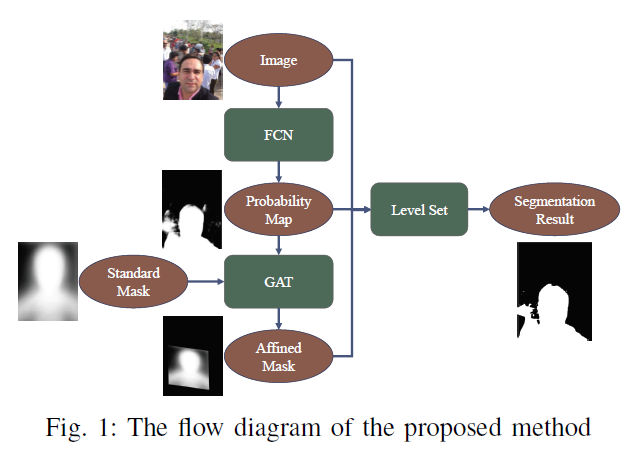 Image
FCN
Probability
Map
Level Set
Segmentation
Result
Standard
Mask
GAT
Affined
Mask
Fig. 1: The flow diagram of the proposed method